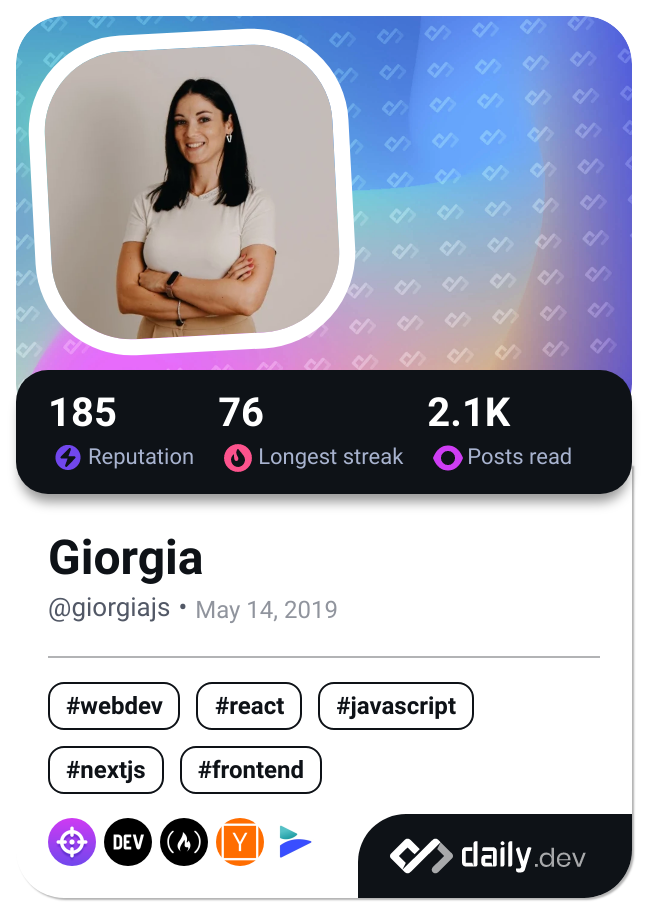 185 76 2.1K
Reputation Longest streak Posts read
Giorgia
@giorgiajs • May 14, 2019
#webdev #react #javascript
#nextjs #frontend
DEV Y
daily.dev